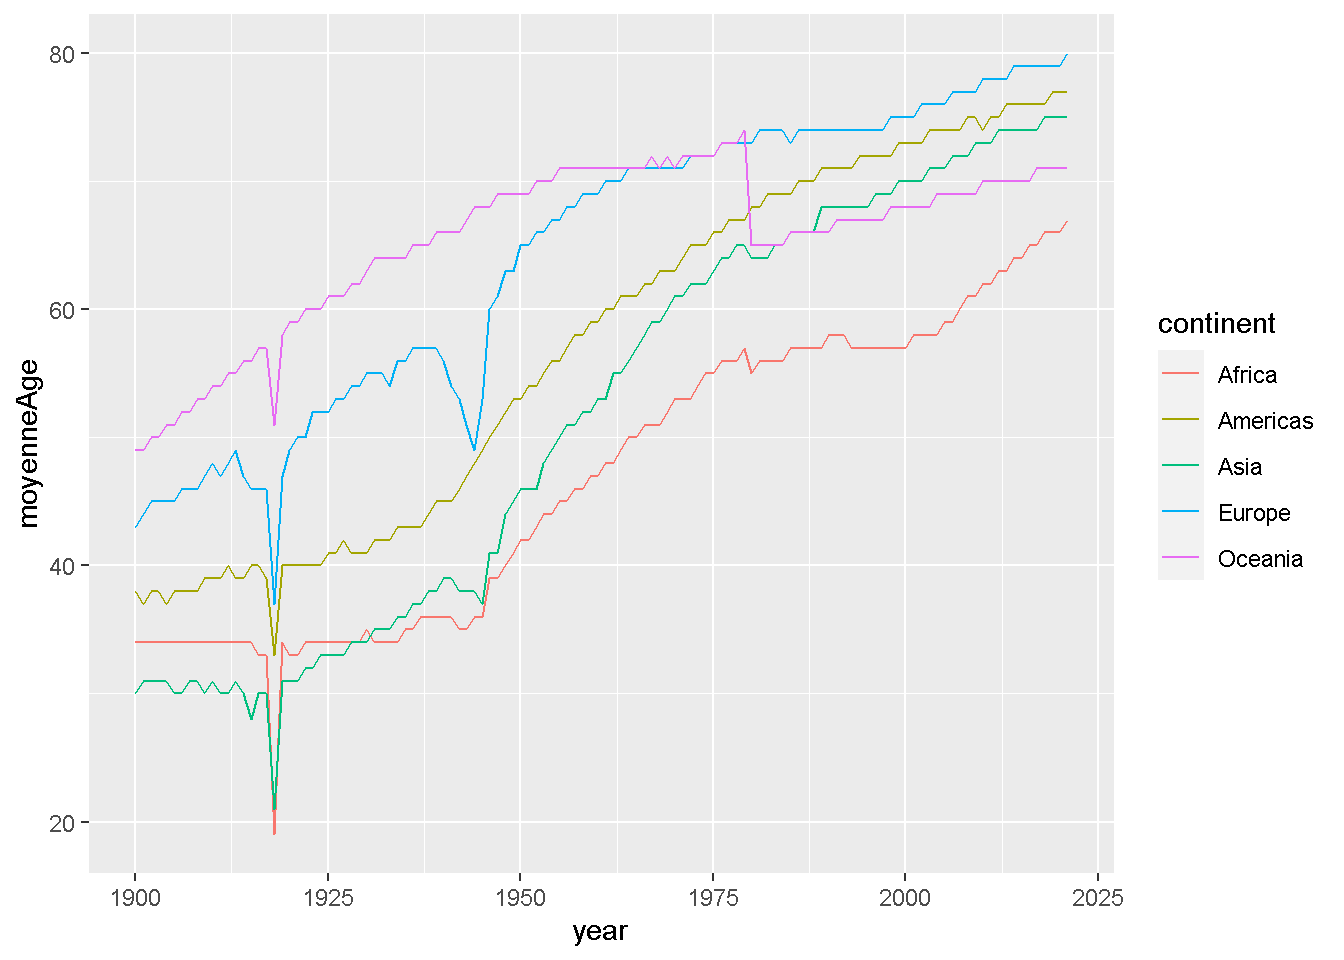 80
60
40
20
moyenneAge
1900 1925 1950 1975 2000 2025
year
continent
Africa
Americas
Asia
Europe
Oceania